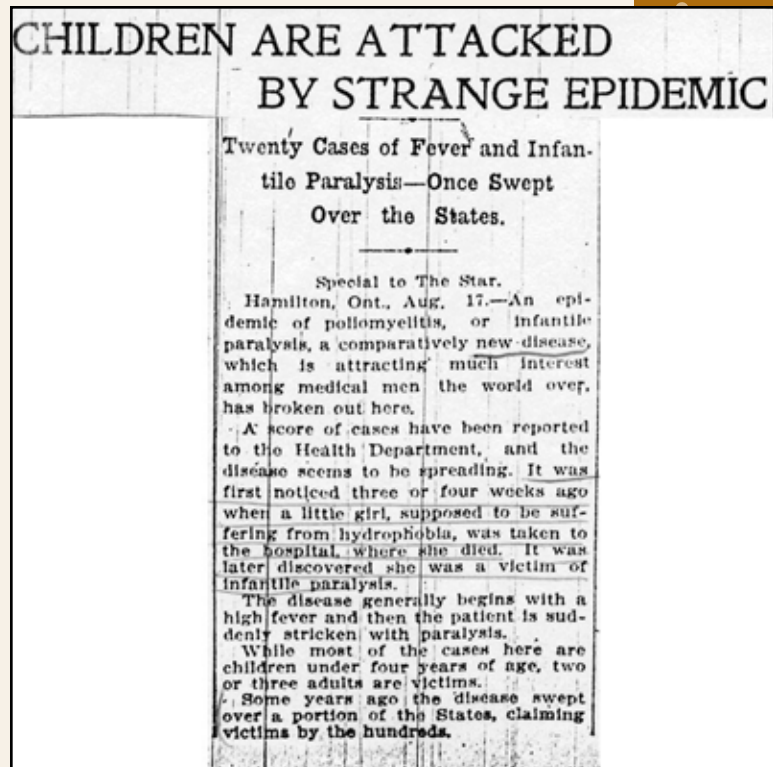 CHILDREN ARE ATTACKED
BY STRANGE EPIDEMIC
Twenty Cases of Fever and Infan-
tile Paralysis—Once Swept
Over the States.
Special to The Star.
Hamilton, Ont., Aug. 17.—An epi-
demic of poliomyelitis, or infantile
paralysis, a comparatively new disease,
which is attracting much interest
among medical men the world over,
has broken out here.
A score of cases have been reported
to the Health Department, and the
disease seems to be spreading. It was
first noticed three or four weeks ago
when a little girl, supposed to be suf-
fering from hydrophobia, was taken to
the hospital, where she died. It was
later discovered she was a victim of
infantile paralysis.
The disease generally begins with a
high fever and then the patient is sud-
denly stricken with paralysis.
While most of the cases here are
children under four years of age, two
or three adults are victims.
Some years ago the disease swept
over a portion of the States, claiming
victims by the hundreds.